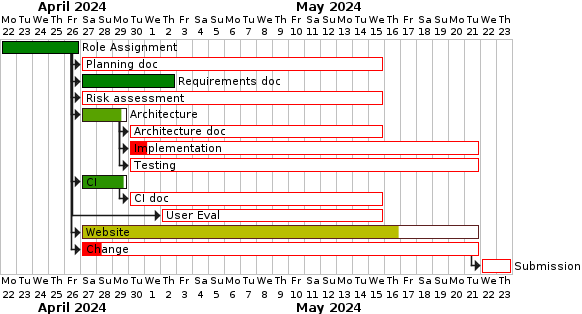 April 2024 May 2024
Mo Tu We Th Fr Sa Su Mo Tu We Th Fr Sa Su Mo Tu We Th Fr Sa Su Mo Tu We Th Fr Sa Su Mo Tu We Th
22 23 24 25 26 27 28 29 30 1 2 3 4 5 6 7 8 9 10 11 12 13 14 15 16 17 18 19 20 21 22 23
Role Assignment
Planning doc
Requirements doc
Risk assessment
Architecture
Architecture doc
Implementation
Testing
CI
CI doc
User Eval
Website
Change
Submission
Mo Tu We Th Fr Sa Su Mo Tu We Th Fr Sa Su Mo Tu We Th Fr Sa Su Mo Tu We Th Fr Sa Su Mo Tu We Th
22 23 24 25 26 27 28 29 30 1 2 3 4 5 6 7 8 9 10 11 12 13 14 15 16 17 18 19 20 21 22 23
April 2024 May 2024